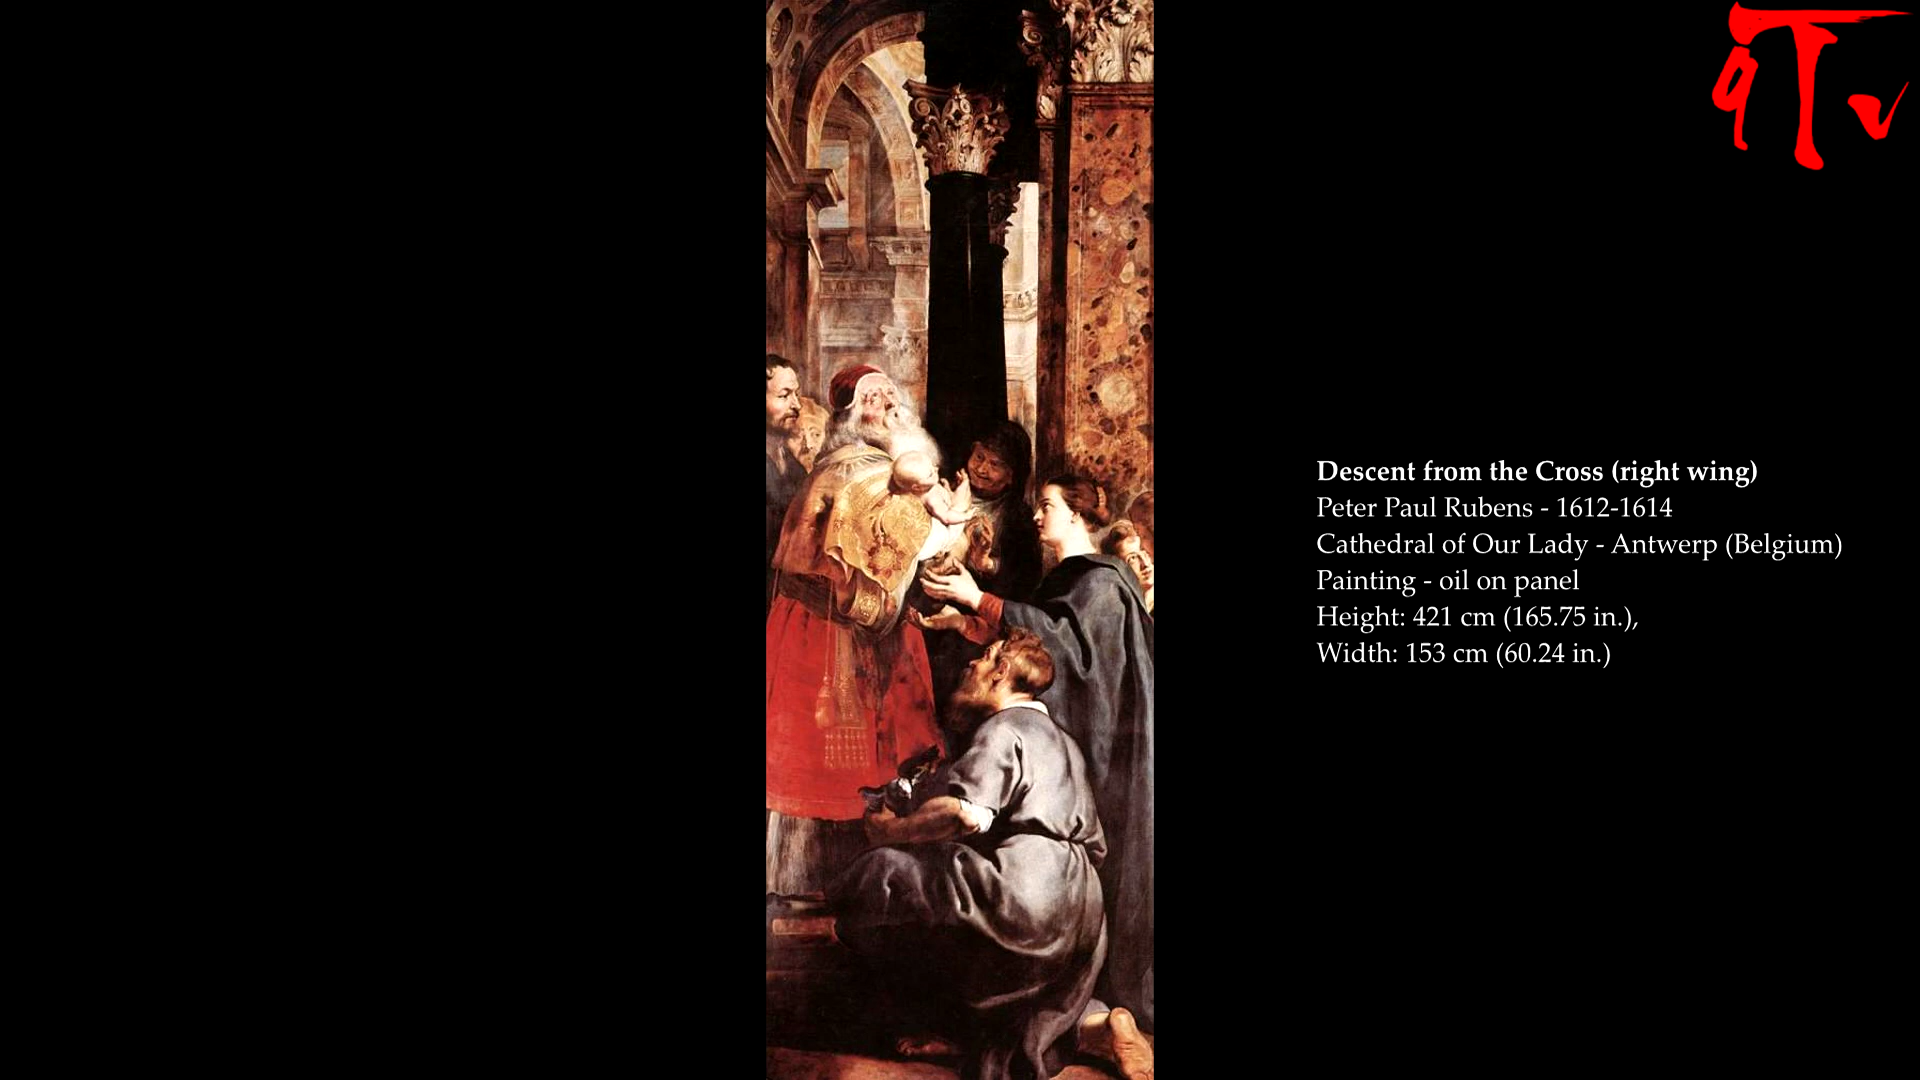 Descent from the Cross (right wing)
Peter Paul Rubens - 1612-1614
Cathedral of Our Lady - Antwerp (Belgium)
Painting - oil on panel
Height: 421 cm (165.75 in.),
Width: 153 cm (60.24 in.)